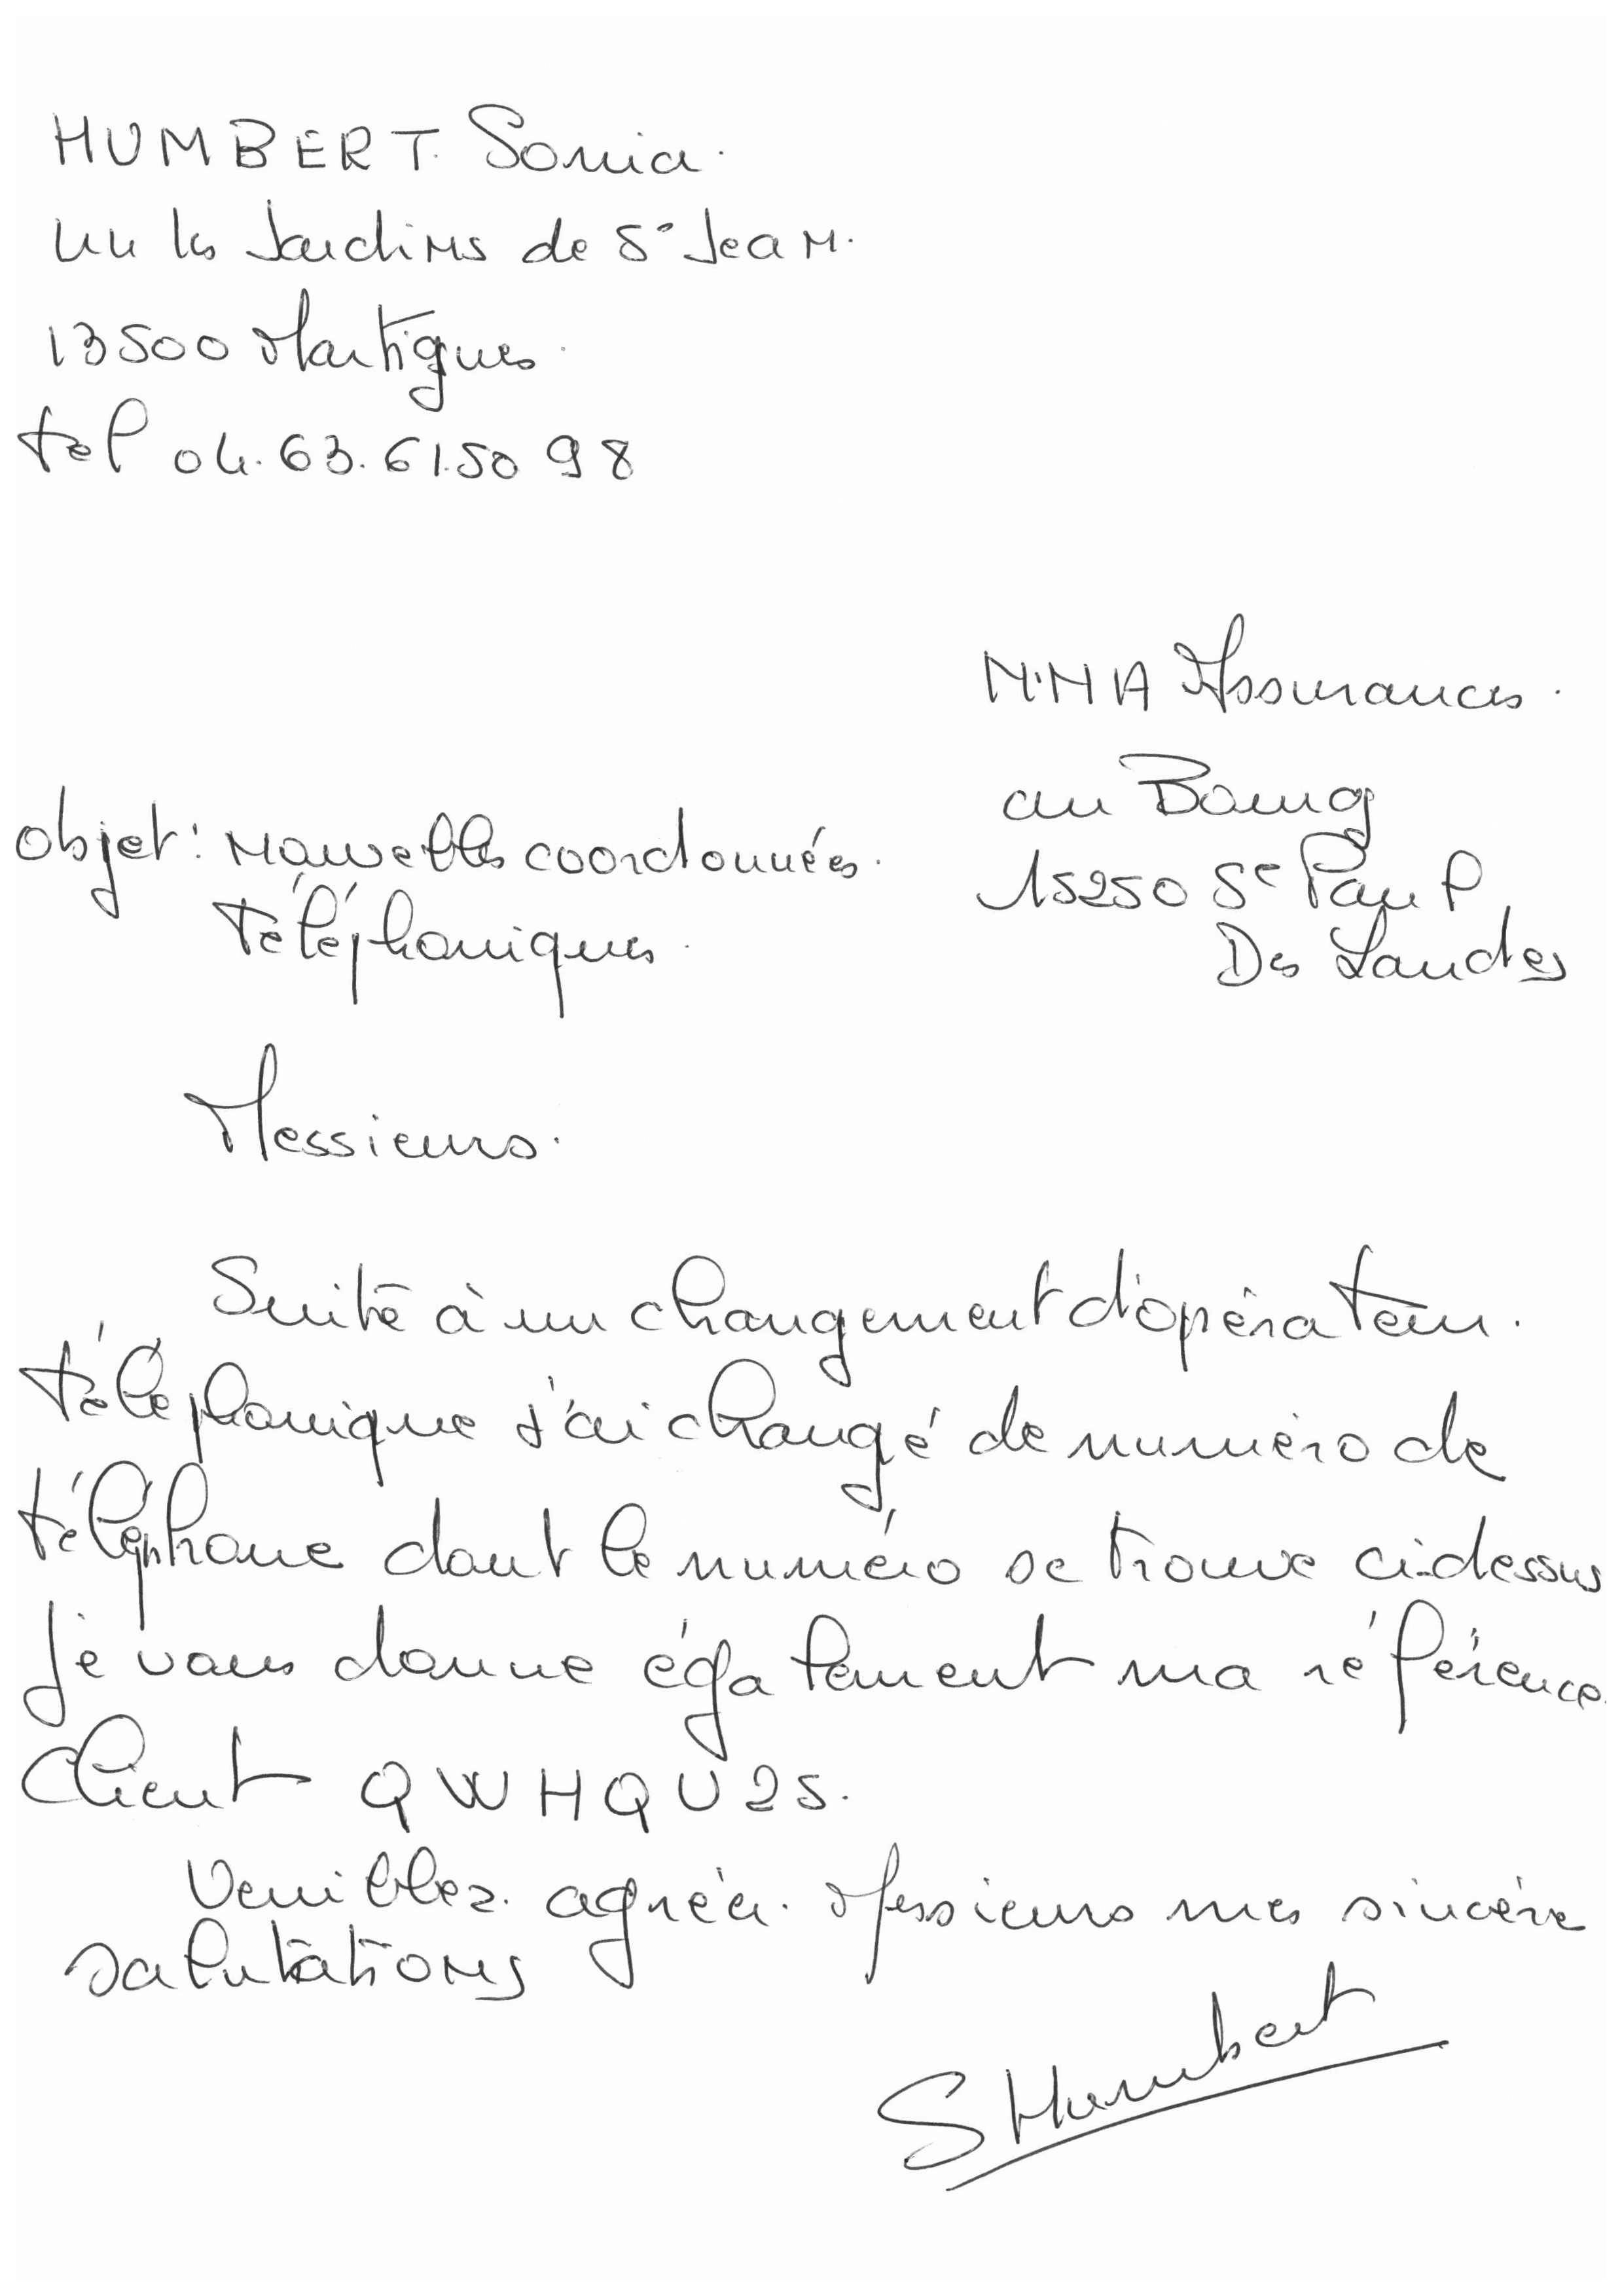 HUMBERT Sonia.
44 les Jardins de St Jean.
13500 Martigues.
tel 04.63.61.50 98
M.M A Assurances.
au Bourg
15250 St Paul
Des Landes
objet : Nouvelles coordonnées.
téléphoniques.
Messieurs.
Suite à un changement d'opérateur.
téléphonique j'ai changé de numéro de
téléphone dont le numéro se trouve ci-dessus
Je vous donne également ma référence.
Client QWHQU25.
Veuillez. agréer. Messieurs mes sincère
salutations
SHumbert